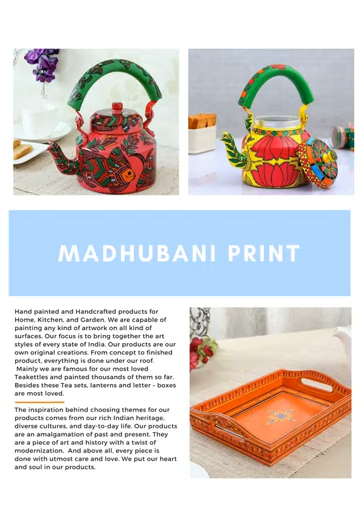 MADHUBANI PRINT
Hand painted and Handcrafted products for
Home, Kitchen, and Garden. We are capable of
painting any kind of artwork on all kind of
surfaces. Our focus is to bring together the art
styles of every state of India. Our products are our
own original creations. From concept to finished
product, everything is done under our roof.
Mainly we are famous for our most loved
Teakettles and painted thousands of them so far.
Besides these Tea sets, lanterns and letter - boxes
are most loved.
The inspiration behind choosing themes for our
products comes from our rich Indian heritage,
diverse cultures, and day-to-day life. Our products
are an amalgamation of past and present. They
are a piece of art and history with a twist of
modernization. And above all, every piece is
done with utmost care and love. We put our heart
and soul in our products.